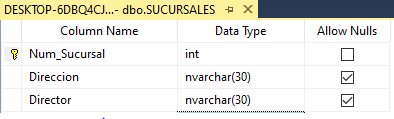 DESKTOP-6DBQ4CJ...- dbo.SUCURSALES
Column Name Data Type Allow Nulls
Num_Sucursal int
Direccion nvarchar(30)
Director nvarchar(30)